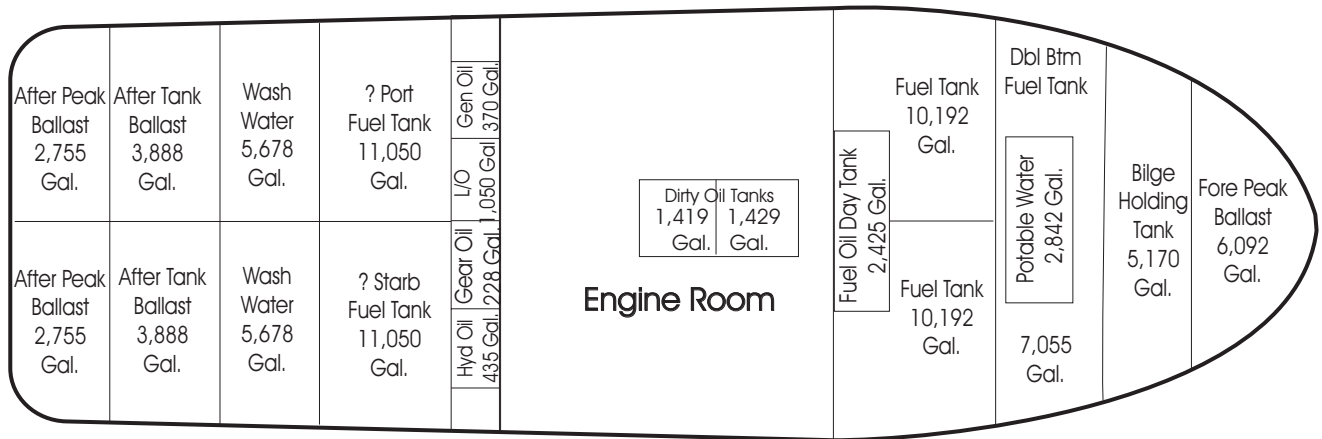 After Peak
Ballast
2,755
Gal.
After Tank
Ballast
3,888
Gal.
Wash
Water
5,678
Gal.
? Port
Fuel Tank
11,050
Gal.
Gen Oil
370 Gal.
L/O
1,050 Gal
Gear Oil
228 Gal.
Hyd Oil
435 Gal.
After Peak
Ballast
2,755
Gal.
After Tank
Ballast
3,888
Gal.
Wash
Water
5,678
Gal.
? Starb
Fuel Tank
11,050
Gal.
Dirty Oil Tanks
1,419
Gal.
1,429
Gal.
Engine Room
Fuel Oil Day Tank
2,425 Gal.
Fuel Tank
10,192
Gal.
Fuel Tank
10,192
Gal.
Dbl Btm
Fuel Tank
Potable Water
2,842 Gal.
7,055
Gal.
Bilge
Holding
Tank
5,170
Gal.
Fore Peak
Ballast
6,092
Gal.